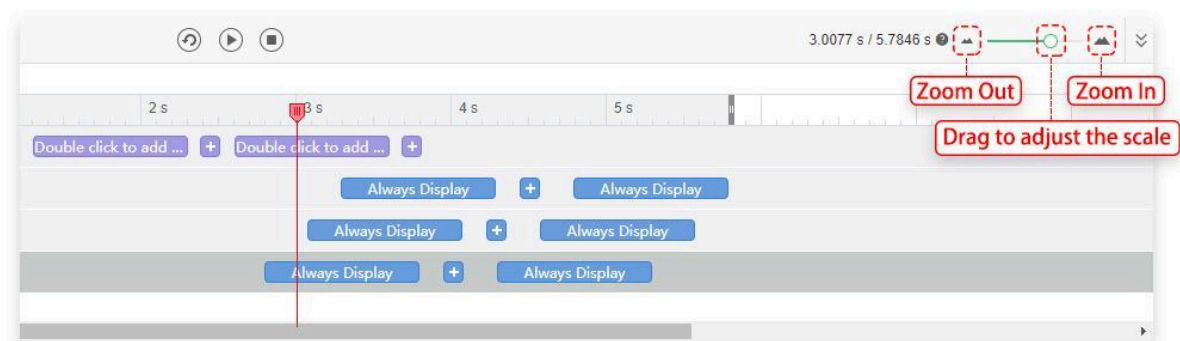 3.0077 s / 5.7846 s
Zoom Out
Zoom In
2 s
3 s
4 s
5 s
Drag to adjust the scale
Double click to add ...
+
Double click to add ...
+
Always Display
+
Always Display
Always Display
+
Always Display
Always Display
+
Always Display